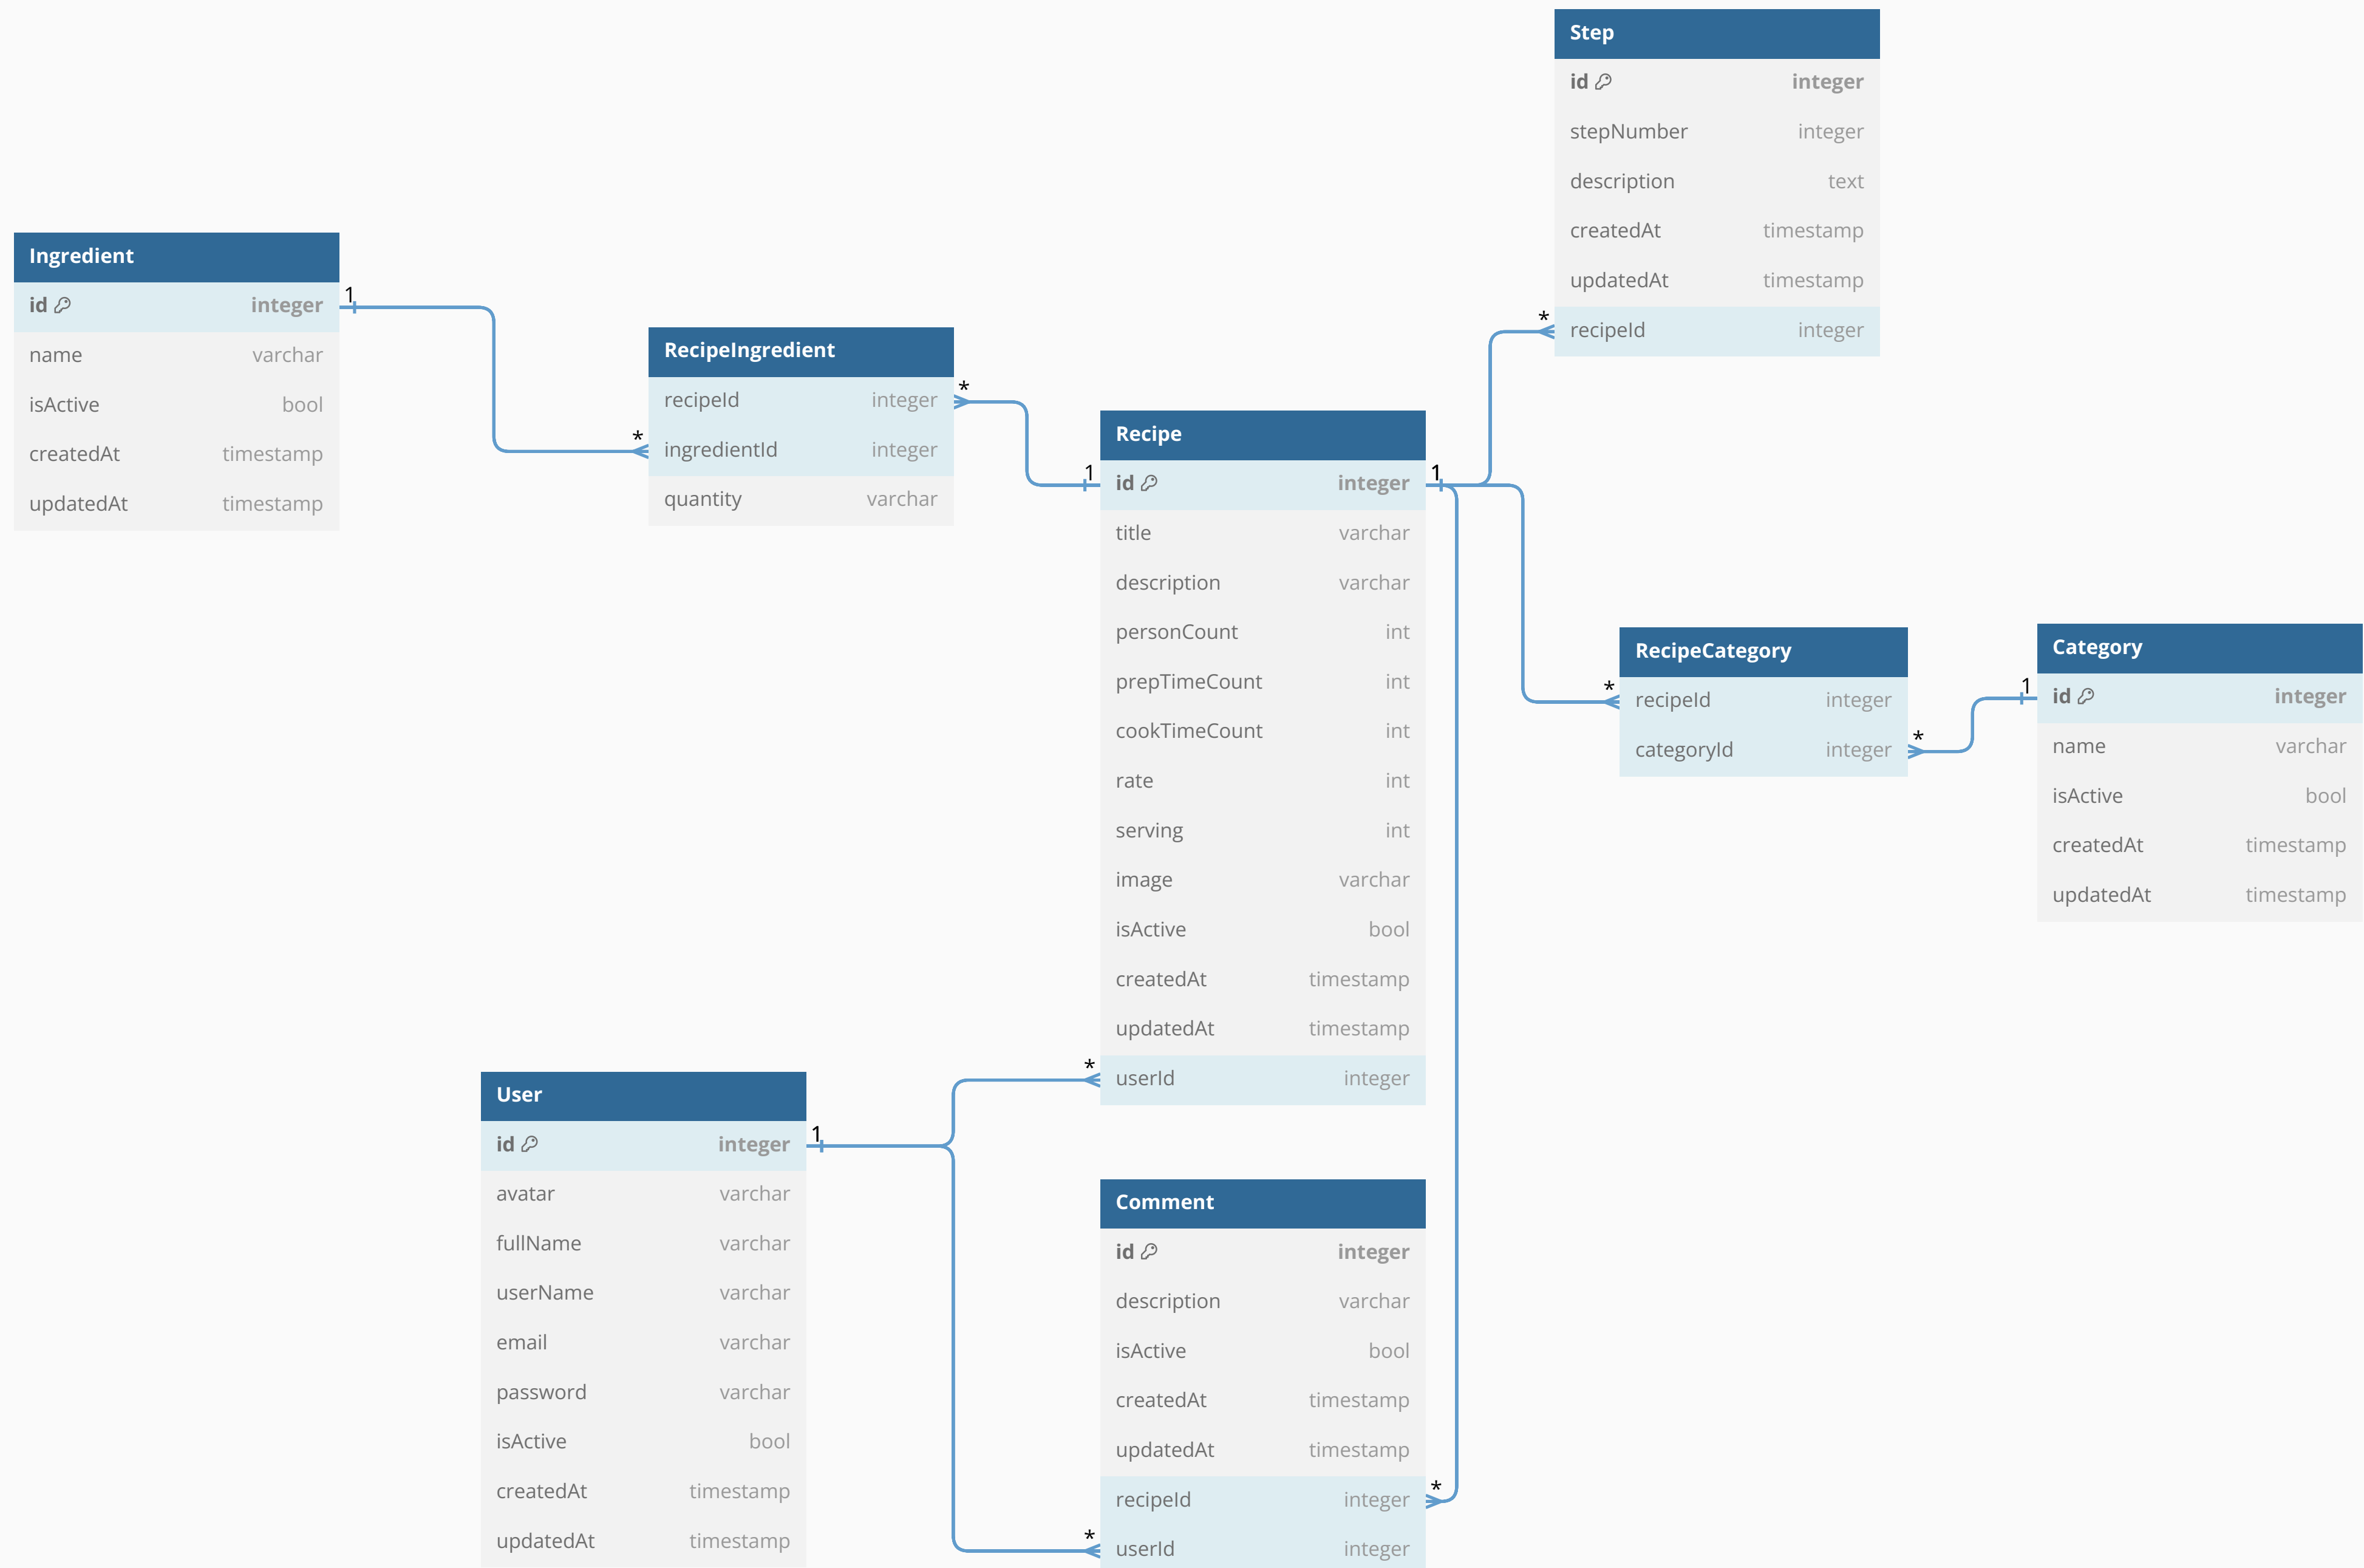 Step
id integer
stepNumber integer
description text
createdAt timestamp
updatedAt timestamp
* recipeId integer
Ingredient
id integer 1
name varchar
isActive bool
createdAt timestamp
updatedAt timestamp
RecipeIngredient
recipeId integer *
* ingredientId integer
quantity varchar
Recipe
1 id integer 1
title varchar
description varchar
personCount int
prepTimeCount int
cookTimeCount int
rate int
serving int
image varchar
isActive bool
createdAt timestamp
updatedAt timestamp
* userId integer
RecipeCategory
* recipeId integer
categoryId integer *
Category
1 id integer
name varchar
isActive bool
createdAt timestamp
updatedAt timestamp
User
id integer 1
avatar varchar
fullName varchar
userName varchar
email varchar
password varchar
isActive bool
createdAt timestamp
updatedAt timestamp
Comment
id integer
description varchar
isActive bool
createdAt timestamp
updatedAt timestamp
recipeId integer *
* userId integer